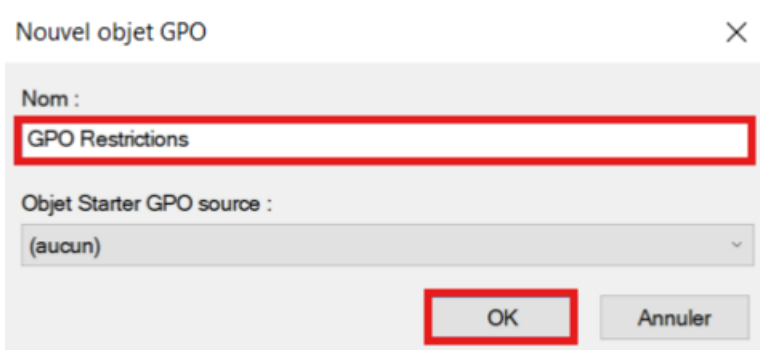 Nouvel objet GPO
Nom :
GPO Restrictions
Objet Starter GPO source :
(aucun)
OK
Annuler